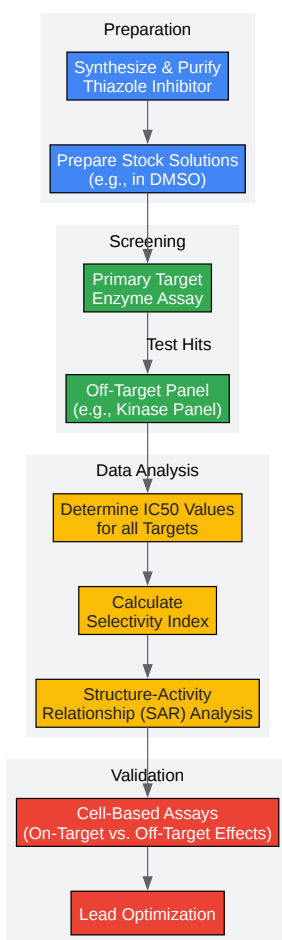 Preparation
Synthesize & Purify
Thiazole Inhibitor
Prepare Stock Solutions
(e.g., in DMSO)
Screening
Primary Target
Enzyme Assay
Test Hits
Off-Target Panel
(e.g., Kinase Panel)
Data Analysis
Determine IC50 Values
for all Targets
Calculate
Selectivity Index
Structure-Activity
Relationship (SAR) Analysis
Validation
Cell-Based Assays
(On-Target vs. Off-Target Effects)
Lead Optimization